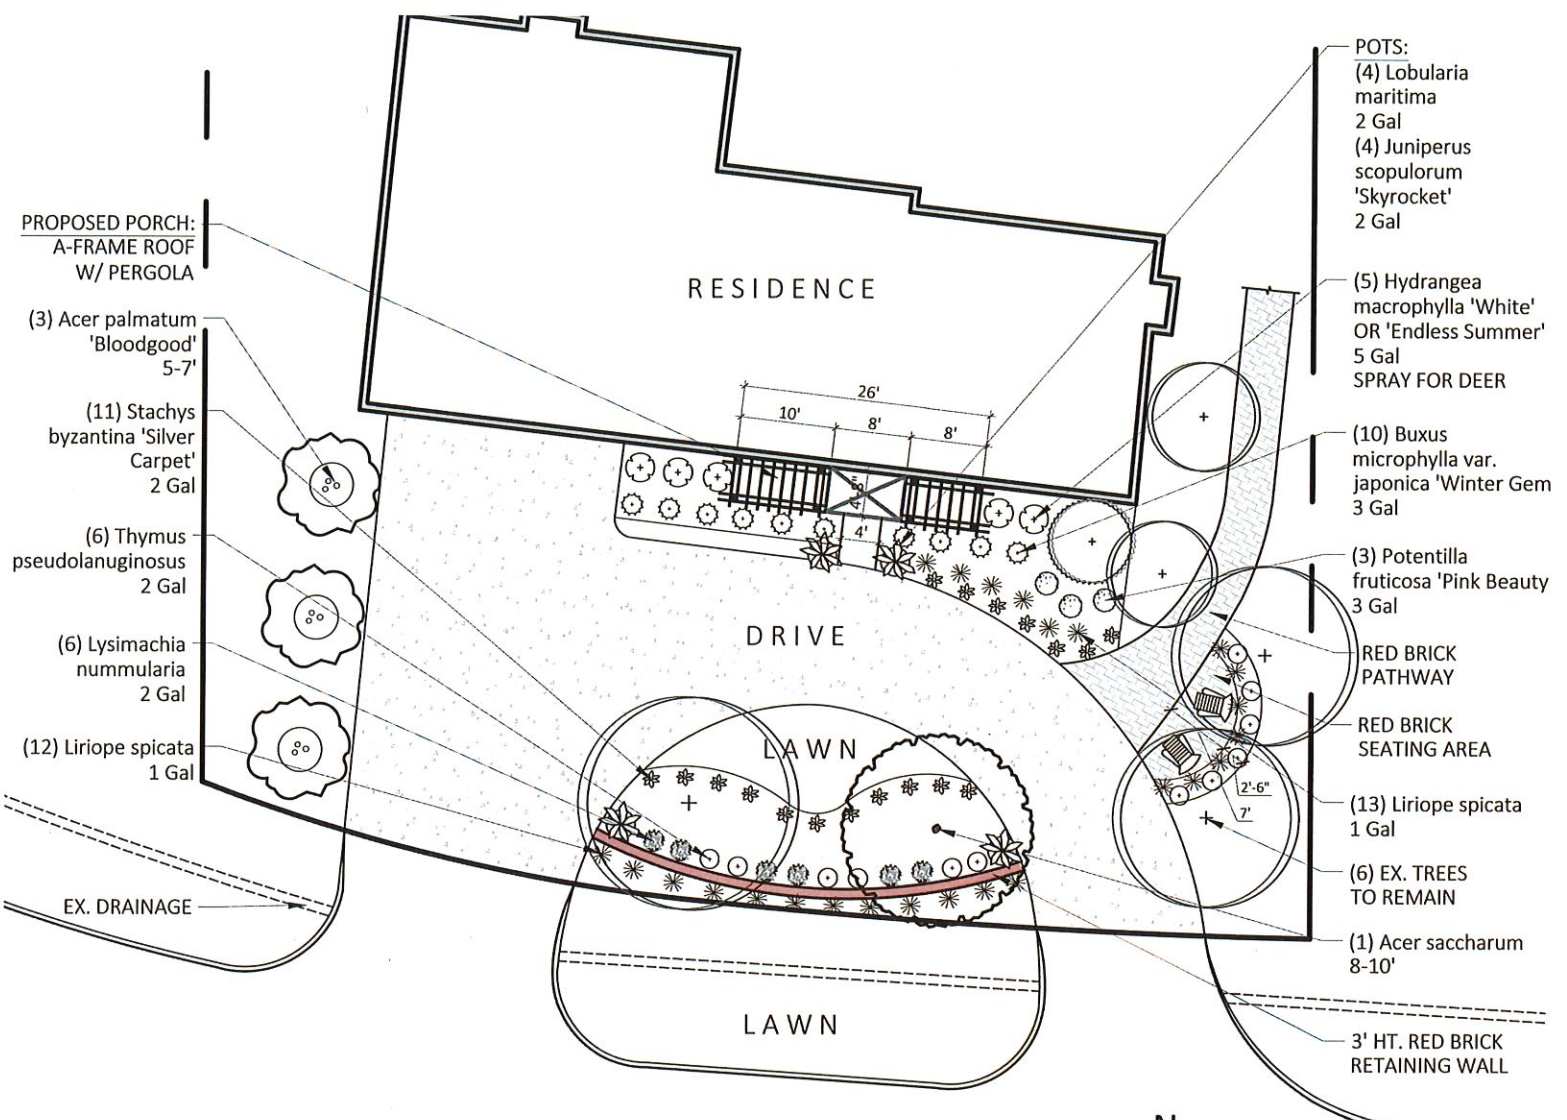 PROPOSED PORCH:
A-FRAME ROOF
W/ PERGOLA
(3) Acer palmatum
'Bloodgood'
5-7'
(11) Stachys
byzantina 'Silver
Carpet'
2 Gal
(6) Thymus
pseudolanuginosus
2 Gal
(6) Lysimachia
nummularia
2 Gal
(12) Liriope spicata
1 Gal
EX. DRAINAGE
RESIDENCE
26'
10'
8'
8'
4'
DRIVE
LAWN
LAWN
2'-6"
7'
POTS:
(4) Lobularia
maritima
2 Gal
(4) Juniperus
scopulorum
'Skyrocket'
2 Gal
(5) Hydrangea
macrophylla 'White'
OR 'Endless Summer'
5 Gal
SPRAY FOR DEER
(10) Buxus
microphylla var.
japonica 'Winter Gem
3 Gal
(3) Potentilla
fruticosa 'Pink Beauty
3 Gal
RED BRICK
PATHWAY
RED BRICK
SEATING AREA
(13) Liriope spicata
1 Gal
(6) EX. TREES
TO REMAIN
(1) Acer saccharum
8-10'
3' HT. RED BRICK
RETAINING WALL